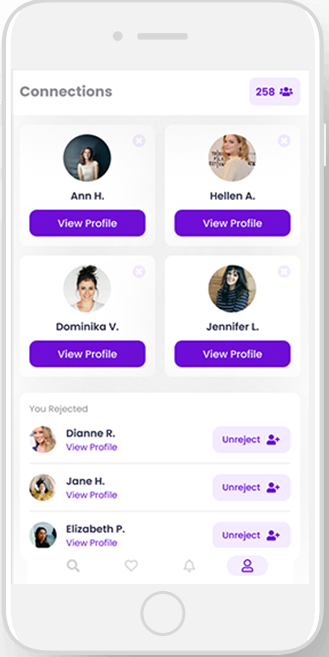 Connections
258
Ann H.
View Profile
Hellen A.
View Profile
Dominika V.
View Profile
Jennifer L.
View Profile
You Rejected
Dianne R.
View Profile
Unreject
Jane H.
View Profile
Unreject
Elizabeth P.
View Profile
Unreject